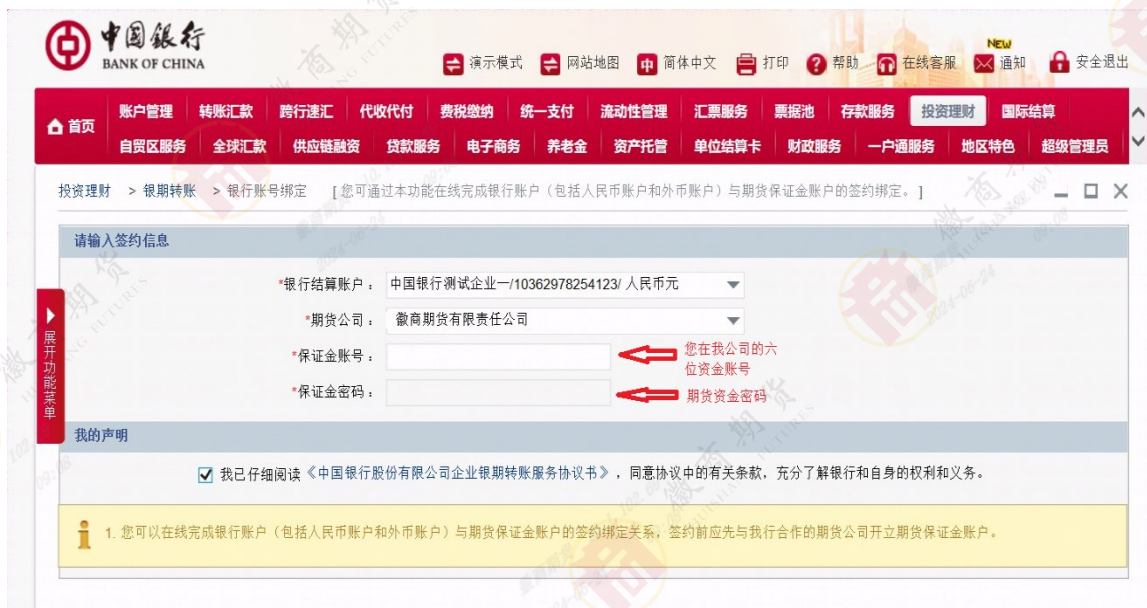 中国银行
BANK OF CHINA
演示模式 网站地图 中 简体中文 打印 帮助 在线客服 NEW 通知 安全退出
首页 账户管理 转账汇款 跨行速汇 代收代付 费税缴纳 统一支付 流动性管理 汇票服务 票据池 存款服务 投资理财 国际结算
自贸区服务 全球汇款 供应链融资 贷款服务 电子商务 养老金 资产托管 单位结算卡 财政服务 一户通服务 地区特色 超级管理员
投资理财 > 银期转账 > 银行账号绑定 [ 您可通过本功能在线完成银行账户（包括人民币账户和外币账户）与期货保证金账户的签约绑定。]
请输入签约信息
*银行结算账户： 中国银行测试企业一/10362978254123/ 人民币元
*期货公司： 徽商期货有限责任公司
*保证金账号： 您在我公司的六
位资金账号
*保证金密码： 期货资金密码
展开功能菜单
我的声明
我已仔细阅读《中国银行股份有限公司企业银期转账服务协议书》，同意协议中的有关条款，充分了解银行和自身的权利和义务。
1. 您可以在线完成银行账户（包括人民币账户和外币账户）与期货保证金账户的签约绑定关系，签约前应先与我行合作的期货公司开立期货保证金账户。
徽商期货
HUISHANG FUTURES
2024-06-24